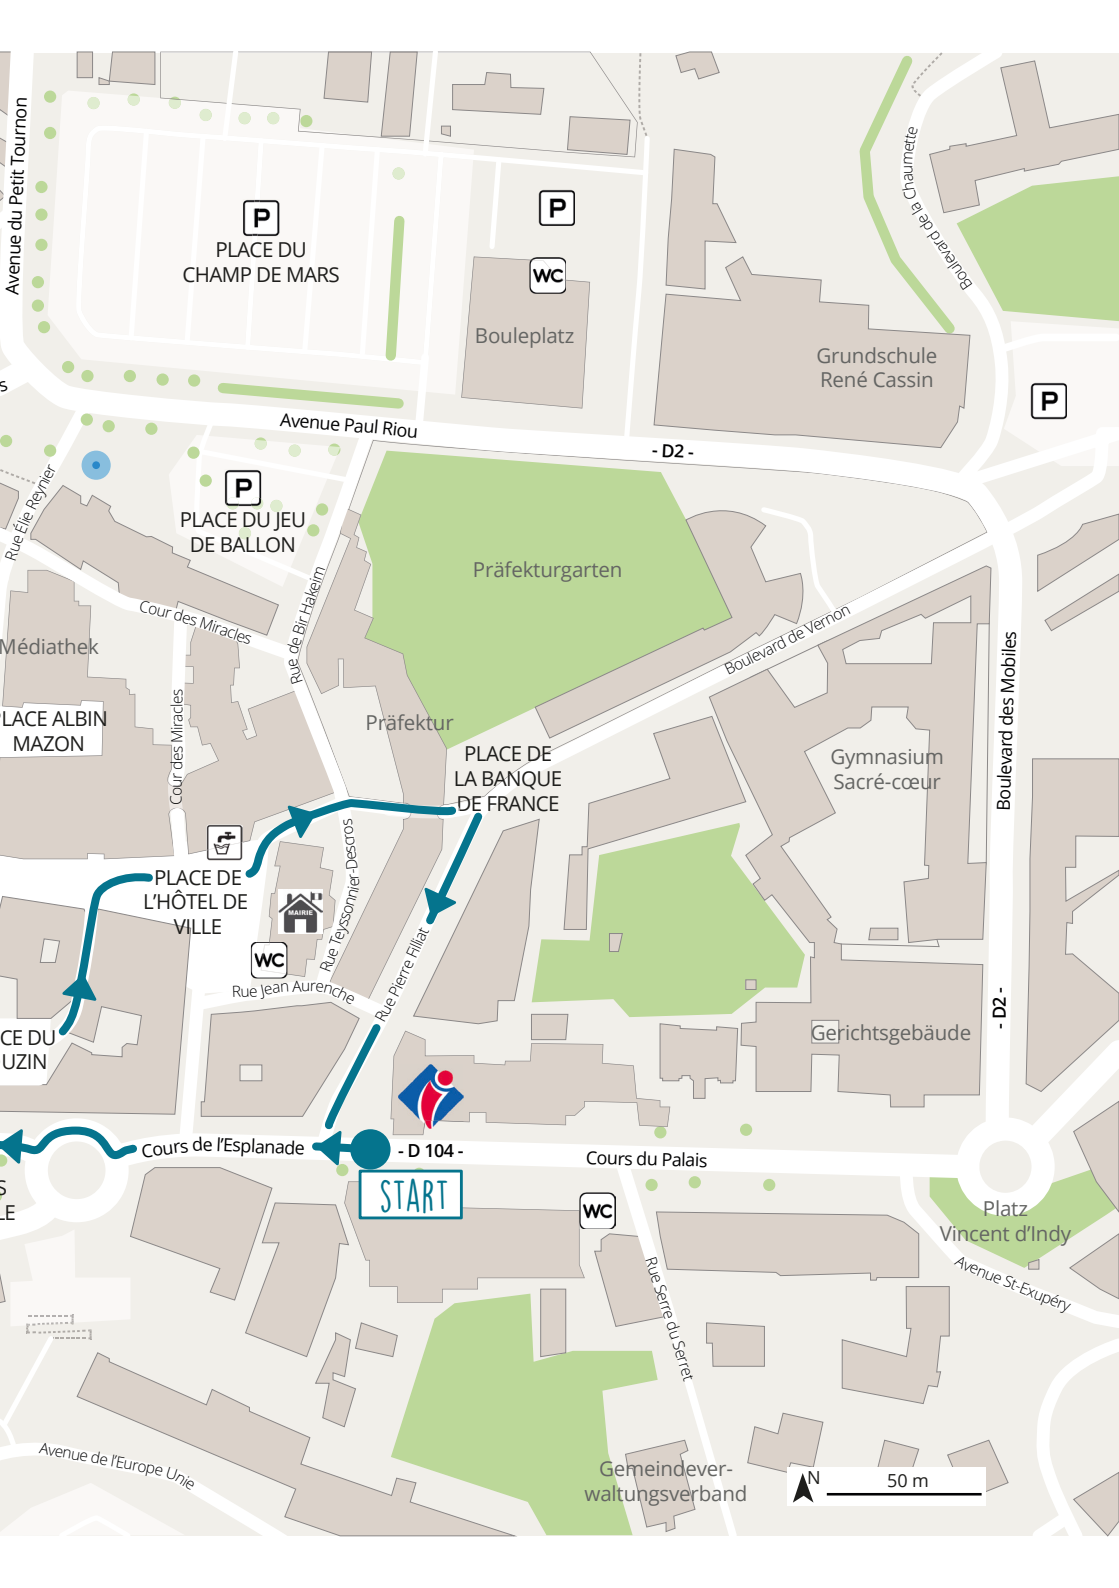 Avenue du Petit Tournon
P
PLACE DU
CHAMP DE MARS
P
WC
Bouleplatz
Boulevard de la Chaumette
Grundschule
René Cassin
P
s
Avenue Paul Riou
- D2 -
Rue Élie Reynier
P
PLACE DU JEU
DE BALLON
Präfekturgarten
Cour des Miracles
Rue de Bir Hakeim
Boulevard de Vernon
Médiathek
Cour des Miracles
LACE ALBIN
MAZON
Präfektur
Boulevard des Mobiles
PLACE DE
LA BANQUE
DE FRANCE
Gymnasium
Sacré-cœur
Rue Teyssonnier-Descros
PLACE DE
L'HÔTEL DE
VILLE
MAIRIE
WC
Rue Jean Aurenche
Rue Pierre Filliat
- D2 -
CE DU
UZIN
Gerichtsgebäude
Cours de l'Esplanade
- D 104 -
Cours du Palais
START
S
LE
WC
Platz
Vincent d'Indy
Avenue St-Exupéry
Rue Serre du Serret
Avenue de l'Europe Unie
Gemeindever-
waltungsverband
N
50 m